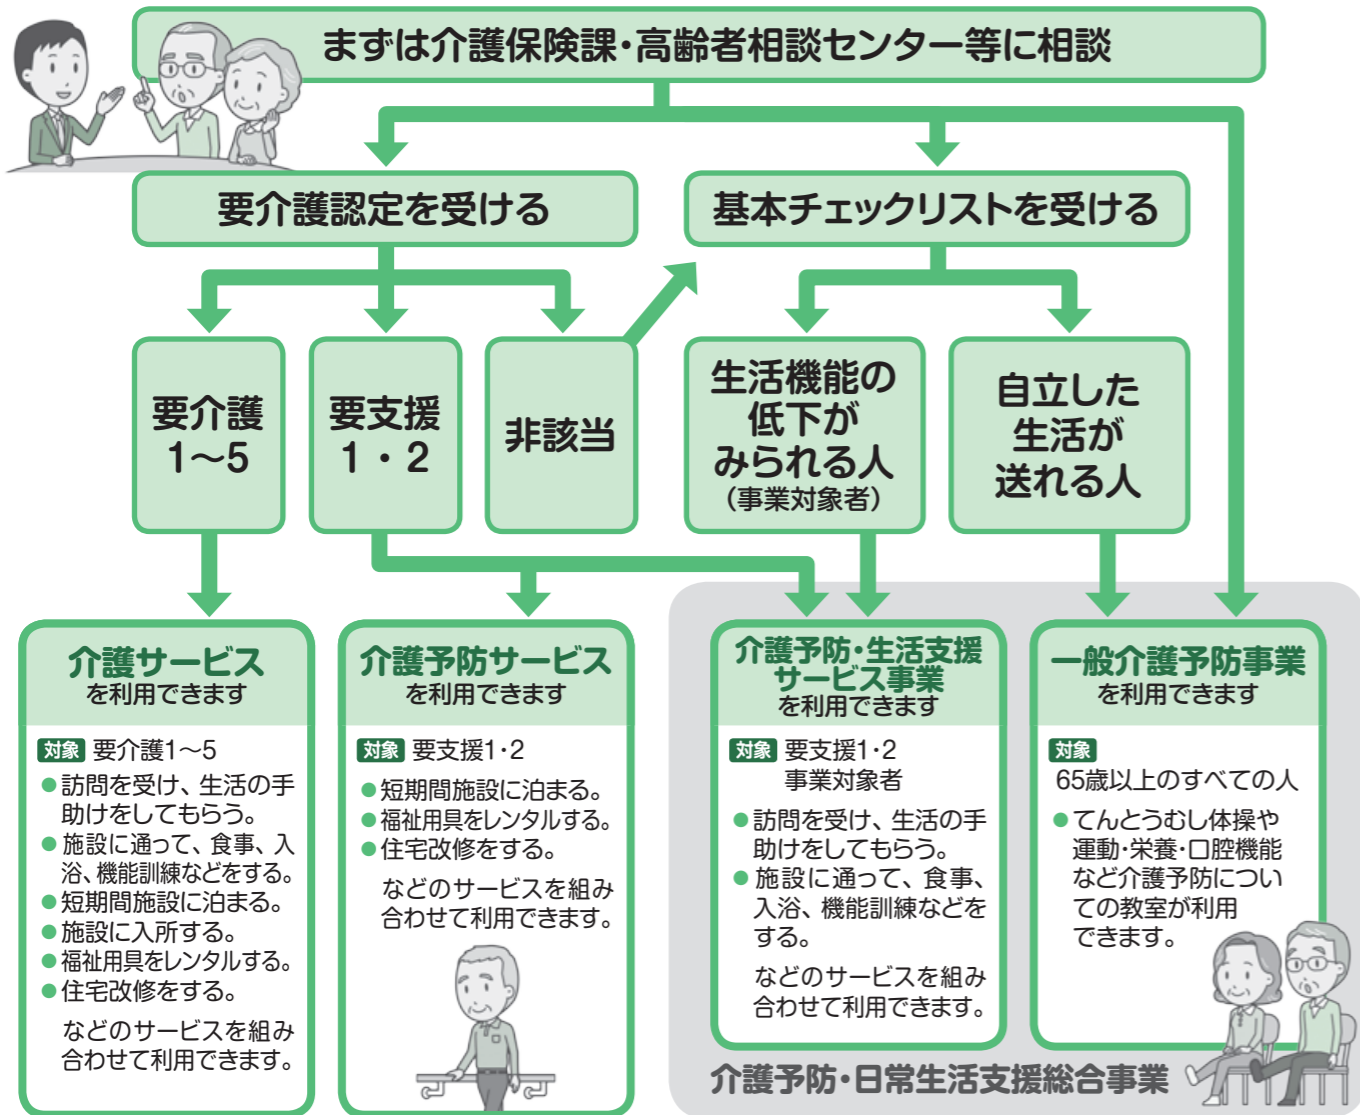 まずは介護保険課・高齢者相談センター等に相談
要介護認定を受ける
基本チェックリストを受ける
要介護
1～5
要支援
1・2
非該当
生活機能の
低下が
みられる人
（事業対象者）
自立した
生活が
送れる人
介護サービス
を利用できます
対象 要介護1～5
●訪問を受け、生活の手
助けをしてもらう。
●施設に通って、食事、入
浴、機能訓練などをする。
●短期間施設に泊まる。
●施設に入所する。
●福祉用具をレンタルする。
●住宅改修をする。
などのサービスを組み
合わせて利用できます。
介護予防サービス
を利用できます
対象 要支援1・2
●短期間施設に泊まる。
●福祉用具をレンタルする。
●住宅改修をする。
などのサービスを組み
合わせて利用できます。
介護予防・生活支援
サービス事業
を利用できます
対象 要支援1・2
事業対象者
●訪問を受け、生活の手
助けをしてもらう。
●施設に通って、食事、
入浴、機能訓練などを
する。
などのサービスを組み
合わせて利用できます。
一般介護予防事業
を利用できます
対象
65歳以上のすべての人
●てんとうむし体操や
運動・栄養・口腔機能
など介護予防につい
ての教室が利用
できます。
介護予防・日常生活支援総合事業